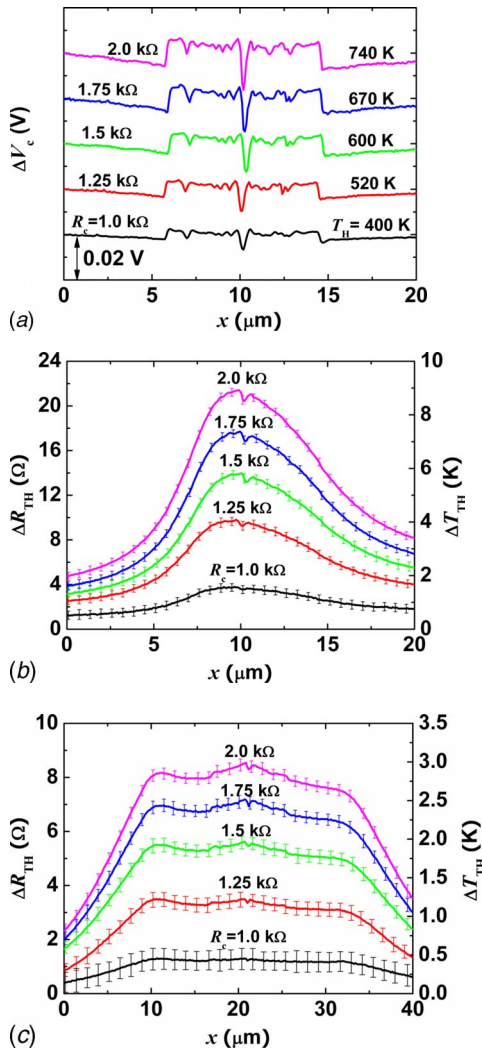 2.0 kΩ 740 K
1.75 kΩ 670 K
1.5 kΩ 600 K
1.25 kΩ 520 K
R_c=1.0 kΩ T_H = 400 K
0.02 V
ΔV_c (V)
0 5 10 15 20
(a) x (μm)
24 10
20 8
16 6
12
8 4
4 2
0 0
2.0 kΩ
1.75 kΩ
1.5 kΩ
1.25 kΩ
R_c=1.0 kΩ
ΔR_TH (Ω)
ΔT_TH (K)
0 5 10 15 20
(b) x (μm)
10 3.5
8 3.0
2.5
6 2.0
4 1.5
1.0
2 0.5
0 0.0
2.0 kΩ
1.75 kΩ
1.5 kΩ
1.25 kΩ
R_c=1.0 kΩ
ΔR_TH (Ω)
ΔT_TH (K)
0 10 20 30 40
(c) x (μm)